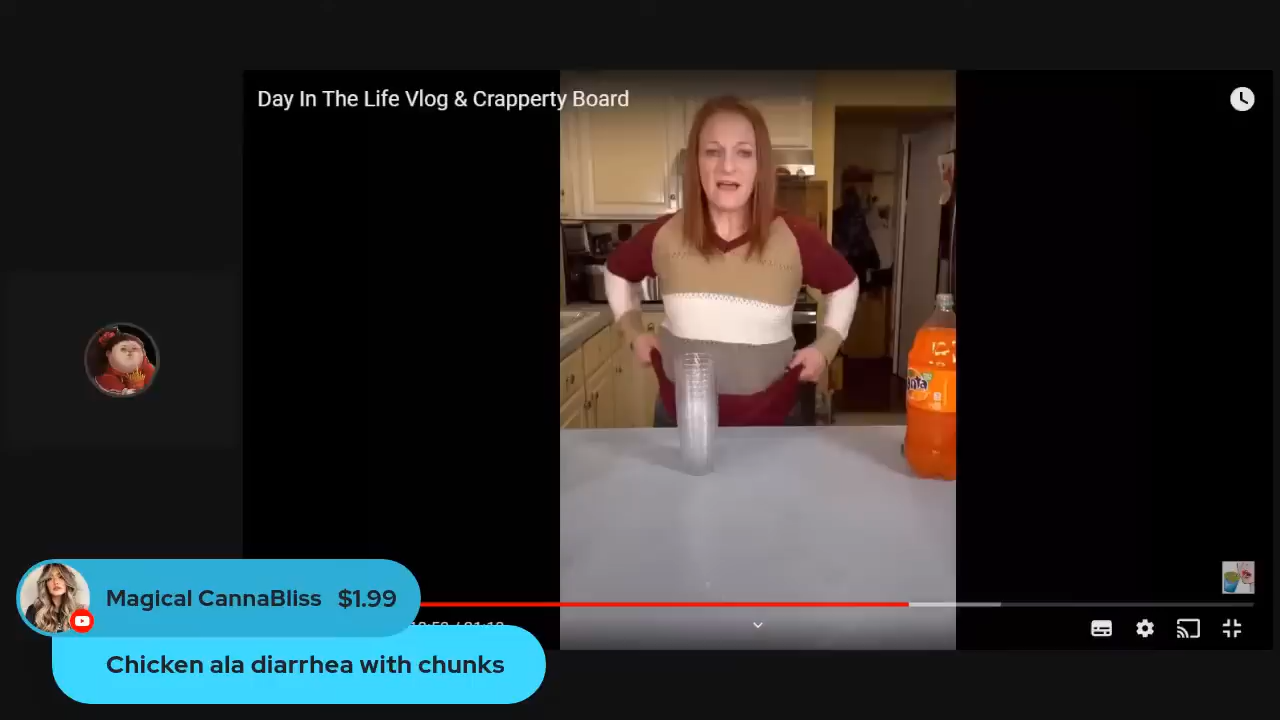 Day In The Life Vlog & Crapperty Board
Magical CannaBliss $1.99
Chicken ala diarrhea with chunks